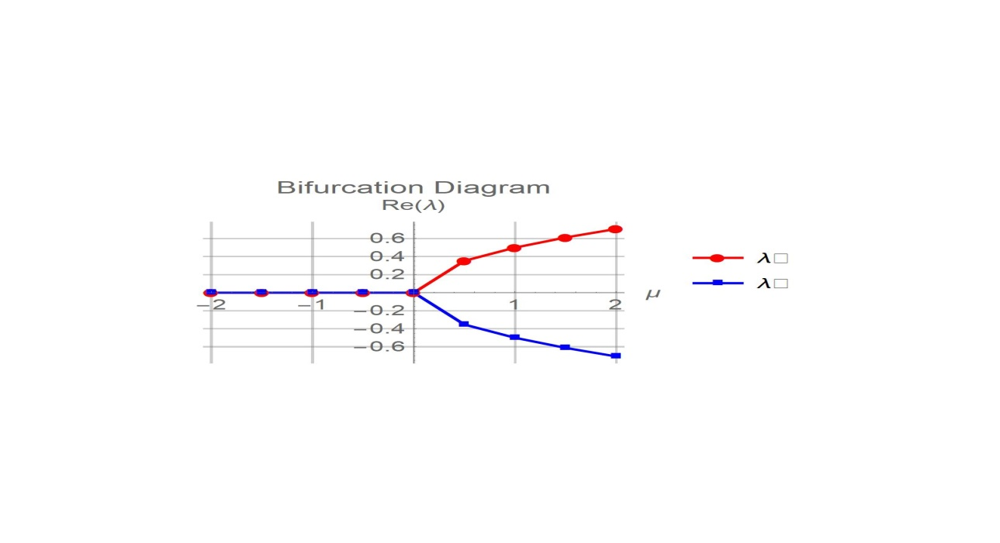 Bifurcation Diagram
Re(λ)
0.6
0.4
0.2
−2
−1
1
2
μ
−0.2
−0.4
−0.6
λ□
λ□